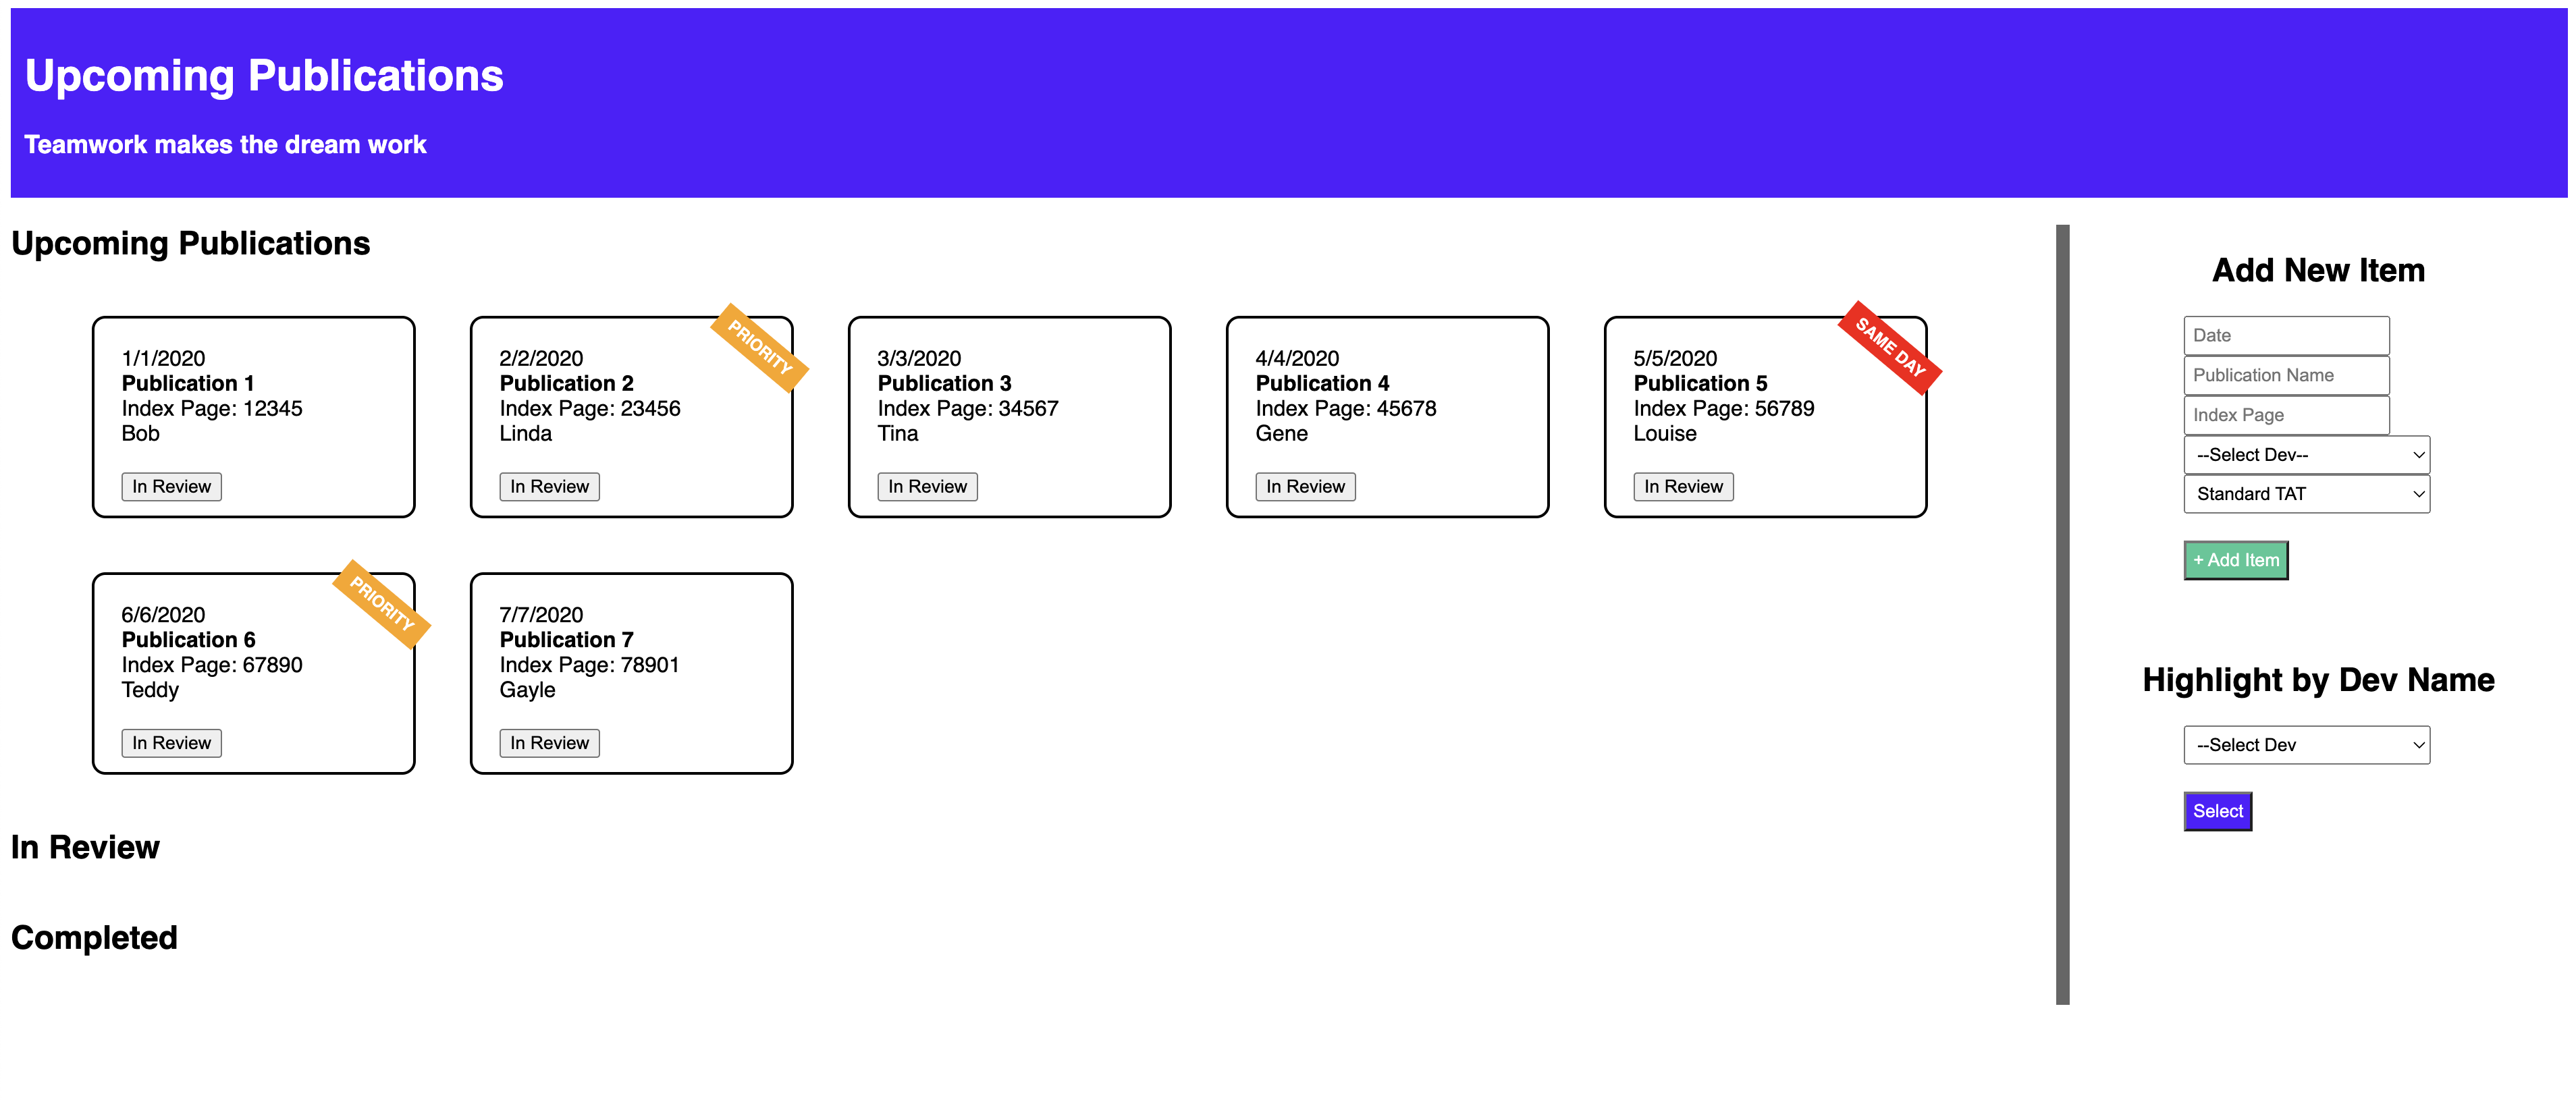 Upcoming Publications
Teamwork makes the dream work
Upcoming Publications
1/1/2020
Publication 1
Index Page: 12345
Bob
In Review
PRIORITY
2/2/2020
Publication 2
Index Page: 23456
Linda
In Review
3/3/2020
Publication 3
Index Page: 34567
Tina
In Review
4/4/2020
Publication 4
Index Page: 45678
Gene
In Review
SAME DAY
5/5/2020
Publication 5
Index Page: 56789
Louise
In Review
PRIORITY
6/6/2020
Publication 6
Index Page: 67890
Teddy
In Review
7/7/2020
Publication 7
Index Page: 78901
Gayle
In Review
In Review
Completed
Add New Item
Date
Publication Name
Index Page
--Select Dev--
Standard TAT
+ Add Item
Highlight by Dev Name
--Select Dev
Select